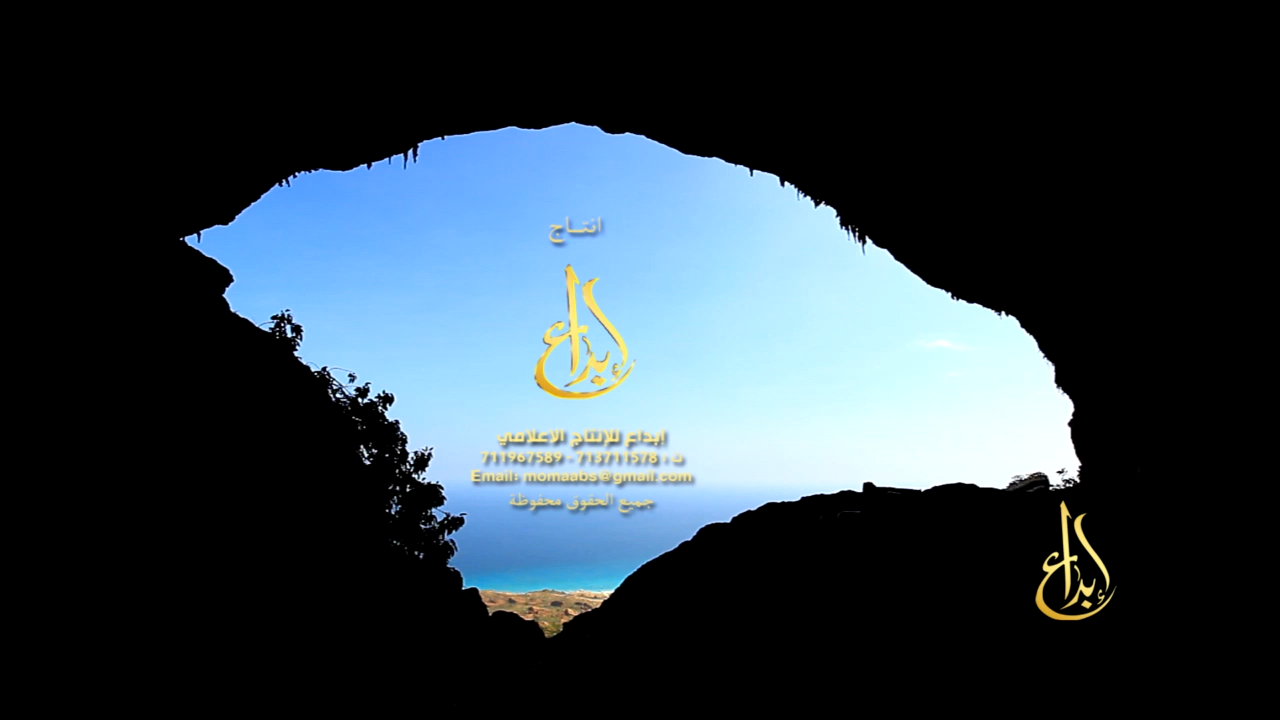 انتاج
إبداع
ابداع للإنتاج الاعلامي
ت : 713711578 - 711967589
Email: momaabs@gmail.com
جميع الحقوق محفوظة
إبداع